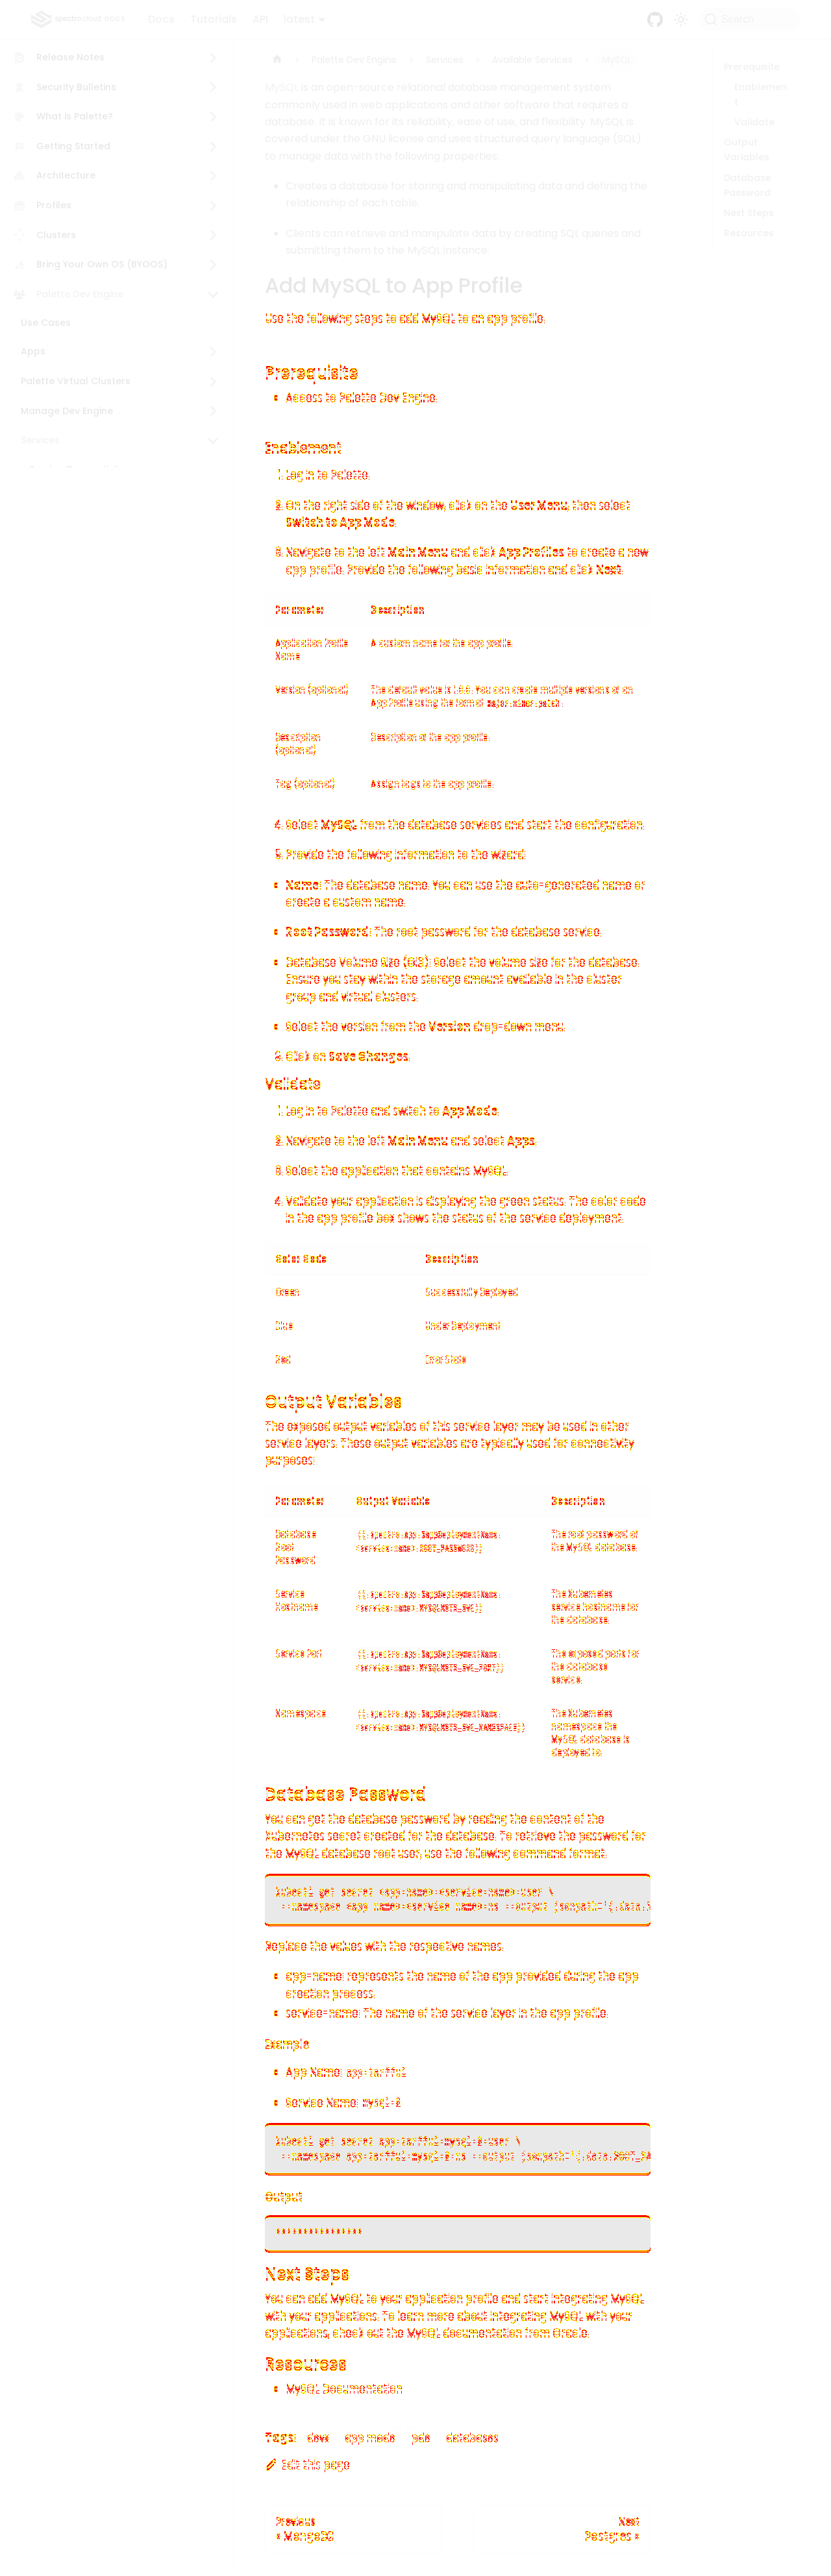 spectro cloud DOCS
Docs Tutorials API latest
Search
Release Notes
Security Bulletins
What is Palette?
Getting Started
Architecture
Profiles
Clusters
Bring Your Own OS (BYOOS)
Palette Dev Engine
Use Cases
Apps
Palette Virtual Clusters
Manage Dev Engine
Services
Palette Dev Engine Services Available Services MySQL
MySQL is an open-source relational database management system
commonly used in web applications and other software that requires a
database. It is known for its reliability, ease of use, and flexibility. MySQL is
covered under the GNU license and uses structured query language (SQL)
to manage data with the following properties:
Creates a database for storing and manipulating data and defining the
relationship of each table.
Clients can retrieve and manipulate data by creating SQL queries and
submitting them to the MySQL instance.
Add MySQL to App Profile
Use the following steps to add MySQL to an app profile.
Prerequisite
Access to Palette Dev Engine.
Enablement
1. Log in to Palette.
2. On the right side of the window, click on the User Menu, then select
Switch to App Mode.
3. Navigate to the left Main Menu and click App Profiles to create a new
app profile. Provide the following basic information and click Next.
Parameter Description
Application Profile A custom name for the app profile.
Name
Version (optional) The default value is 1.0.0. You can create multiple versions of an
App Profile using the format major.minor.patch.
Description Description of the app profile.
(optional)
Tag (optional) Assign tags to the app profile.
4. Select MySQL from the database services and start the configuration.
5. Provide the following information to the wizard:
Name: The database name. You can use the auto-generated name or
create a custom name.
Root Password: The root password for the database service.
Database Volume Size (GiB): Select the volume size for the database.
Ensure you stay within the storage amount available in the cluster
group and virtual clusters.
Select the version from the Version drop-down menu.
6. Click on Save Changes.
Validate
1. Log in to Palette and switch to App Mode.
2. Navigate to the left Main Menu and select Apps.
3. Select the application that contains MySQL.
4. Validate your application is displaying the green status. The color code
in the app profile box shows the status of the service deployment.
Color Code Description
Green Successfully Deployed
Blue Under Deployment
Red Error State
Output Variables
The exposed output variables of this service layer may be used in other
service layers. These output variables are typically used for connectivity
purposes:
Parameter Output Variable Description
Database {{.spectro.app.$appDeploymentName. The root password of
Root <service-name>.ROOT_PASSWORD}} the MySQL database.
Password
Service {{.spectro.app.$appDeploymentName. The Kubernetes
Hostname <service-name>.MYSQLMSTR_SVC}} service hostname for
the database.
Service Port {{.spectro.app.$appDeploymentName. The exposed ports for
<service-name>.MYSQLMSTR_SVC_PORT}} the database
service.
Namespace {{.spectro.app.$appDeploymentName. The Kubernetes
<service-name>.MYSQLMSTR_SVC_NAMESPACE}} namespace the
MySQL database is
deployed to.
Database Password
You can get the database password by reading the content of the
Kubernetes secret created for the database. To retrieve the password for
the MySQL database root user, use the following command format.
kubectl get secret <app-name>-<service-name>-user \
--namespace <app-name>-<service-name>-ns --output jsonpath='{.data.
Replace the values with the respective names.
app-name: represents the name of the app provided during the app
creation process.
service-name: The name of the service layer in the app profile.
Example
App Name: app-tarfful
Service Name: mysql-2
kubectl get secret app-tarfful-mysql-2-user \
--namespace app-tarfful-mysql-2-ns --output jsonpath='{.data.ROOT_PA
Output
****************
Next Steps
You can add MySQL to your application profile and start integrating MySQL
with your applications. To learn more about integrating MySQL with your
applications, check out the MySQL documentation from Oracle.
Resources
MySQL Documentation
Tags: devx app mode pde databases
Edit this page
Previous
« MongoDB
Next
Postgres »
Prerequisite
Enablemen
t
Validate
Output
Variables
Database
Password
Next Steps
Resources